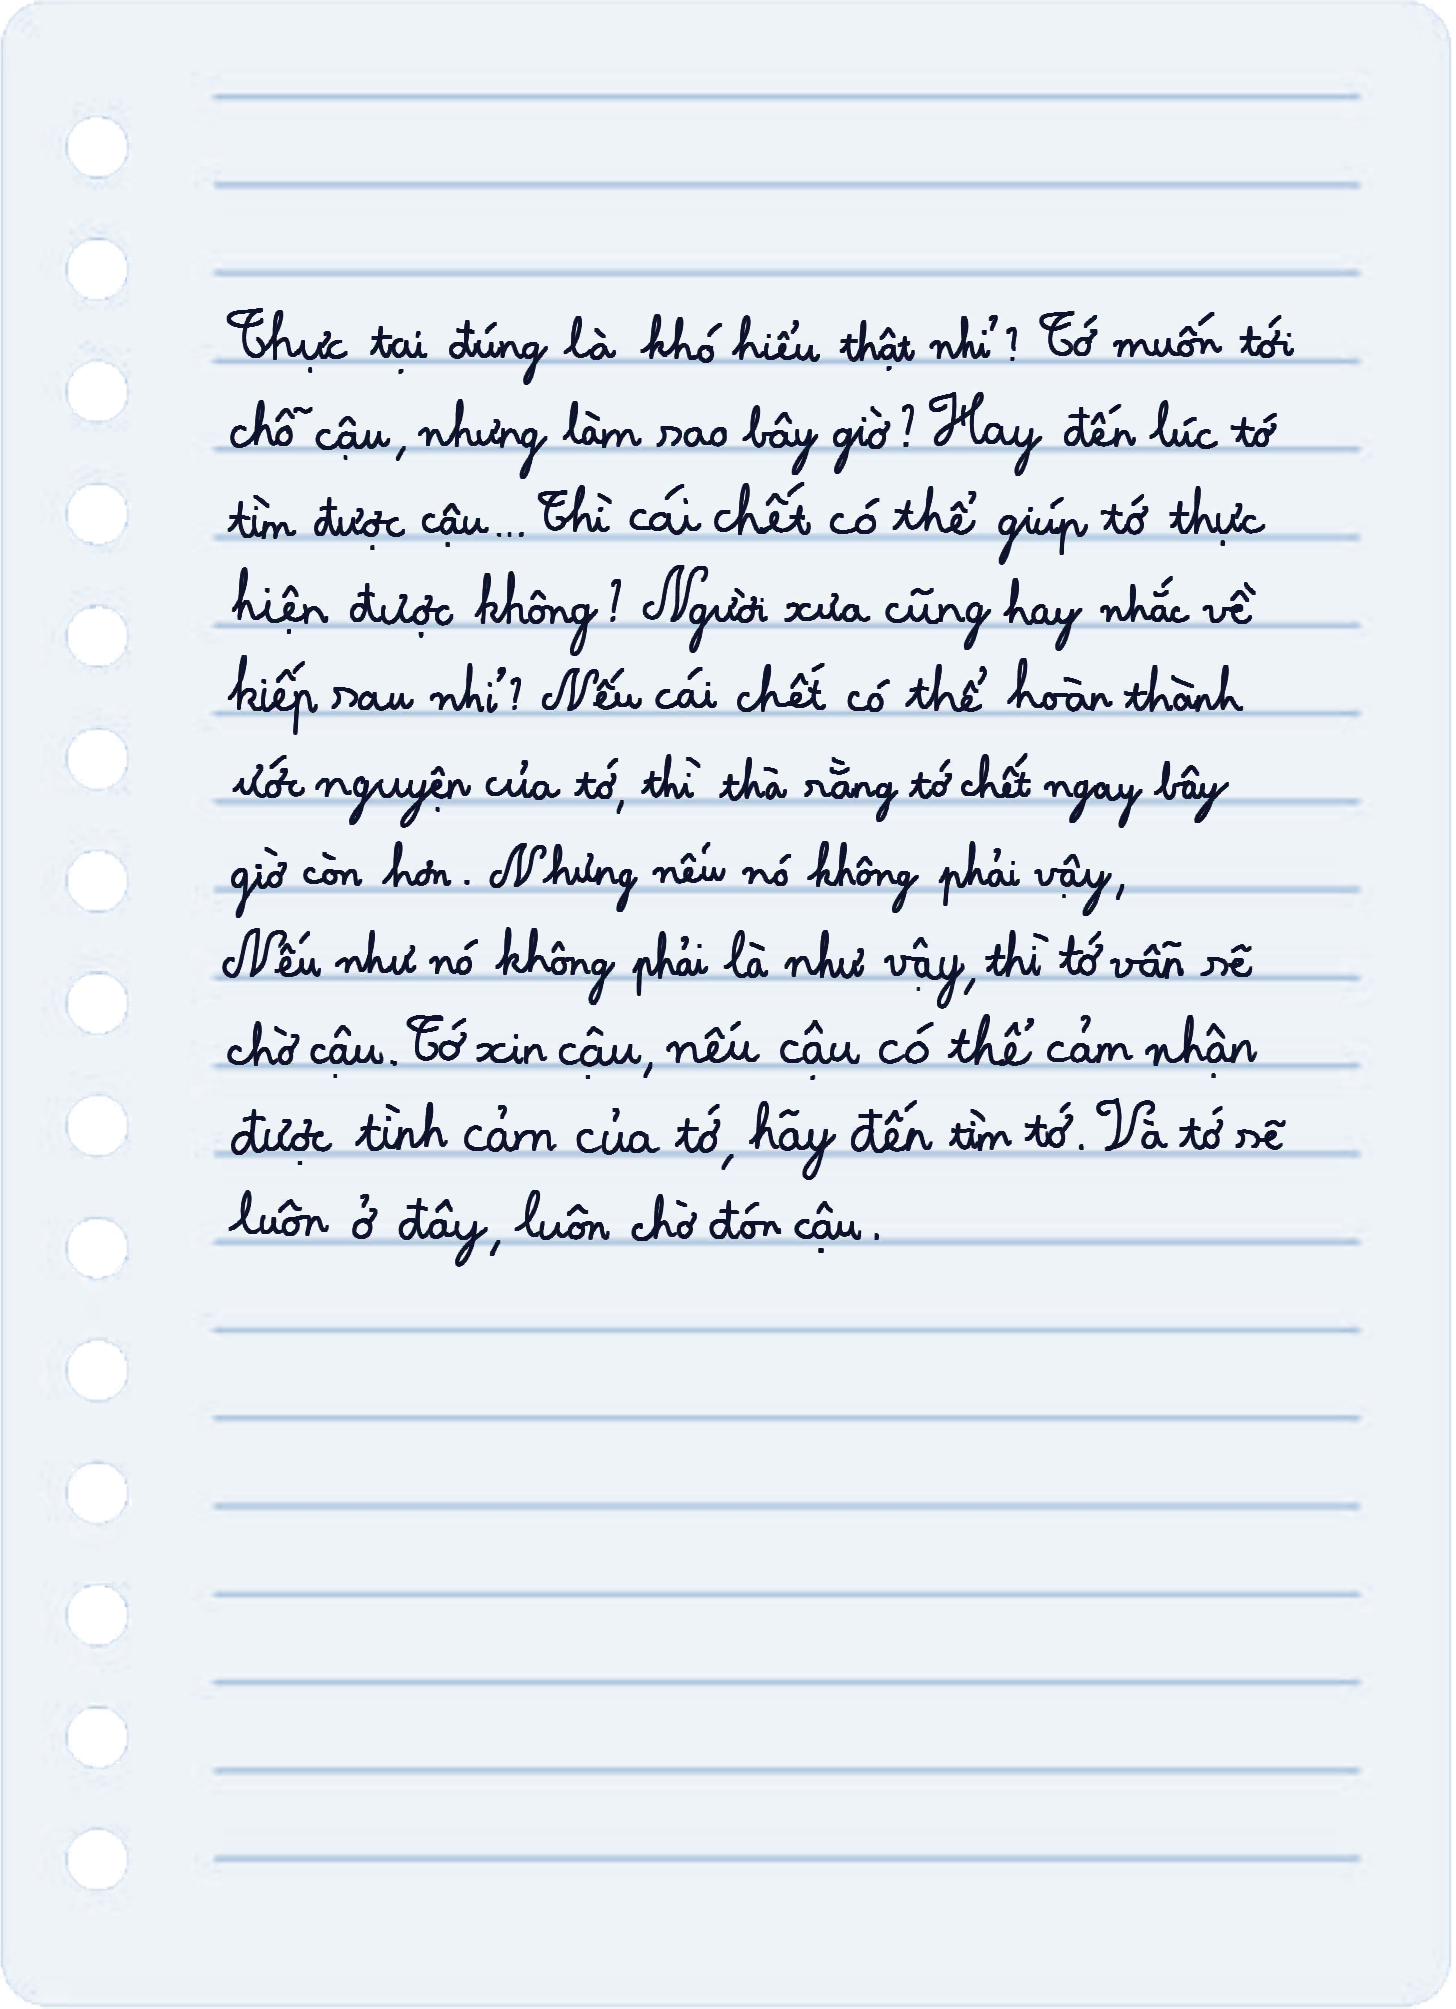 Thực tại đúng là khó hiểu thật nhỉ? Tớ muốn tới
chỗ cậu, nhưng làm sao bây giờ? Hay đến lúc tớ
tìm được cậu... Thì cái chết có thể giúp tớ thực
hiện được không? Người xưa cũng hay nhắc về
kiếp sau nhỉ? Nếu cái chết có thể hoàn thành
ước nguyện của tớ, thì thà rằng tớ chết ngay bây
giờ còn hơn. Nhưng nếu nó không phải vậy,
Nếu như nó không phải là như vậy, thì tớ vẫn sẽ
chờ cậu. Tớ xin cậu, nếu cậu có thể cảm nhận
được tình cảm của tớ, hãy đến tìm tớ. Và tớ sẽ
luôn ở đây, luôn chờ đón cậu.